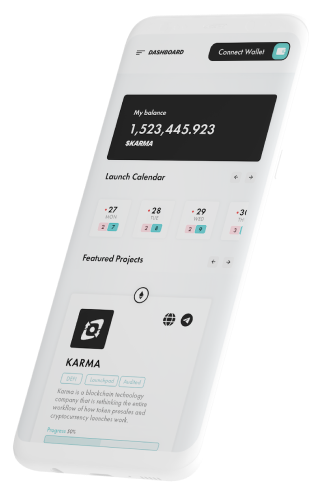 DASHBOARD
Connect Wallet
My balance
1,523,445.923
$KARMA
Launch Calendar
27 28 29 30
MON TUE WED
2 7 2 8 2 9 3
Featured Projects
KARMA
DEFI Launchpad Audited
Karma is a blockchain technology
company that is rethinking the entire
workflow of how token presales and
cryptocurrency launches work.
Progress 50%